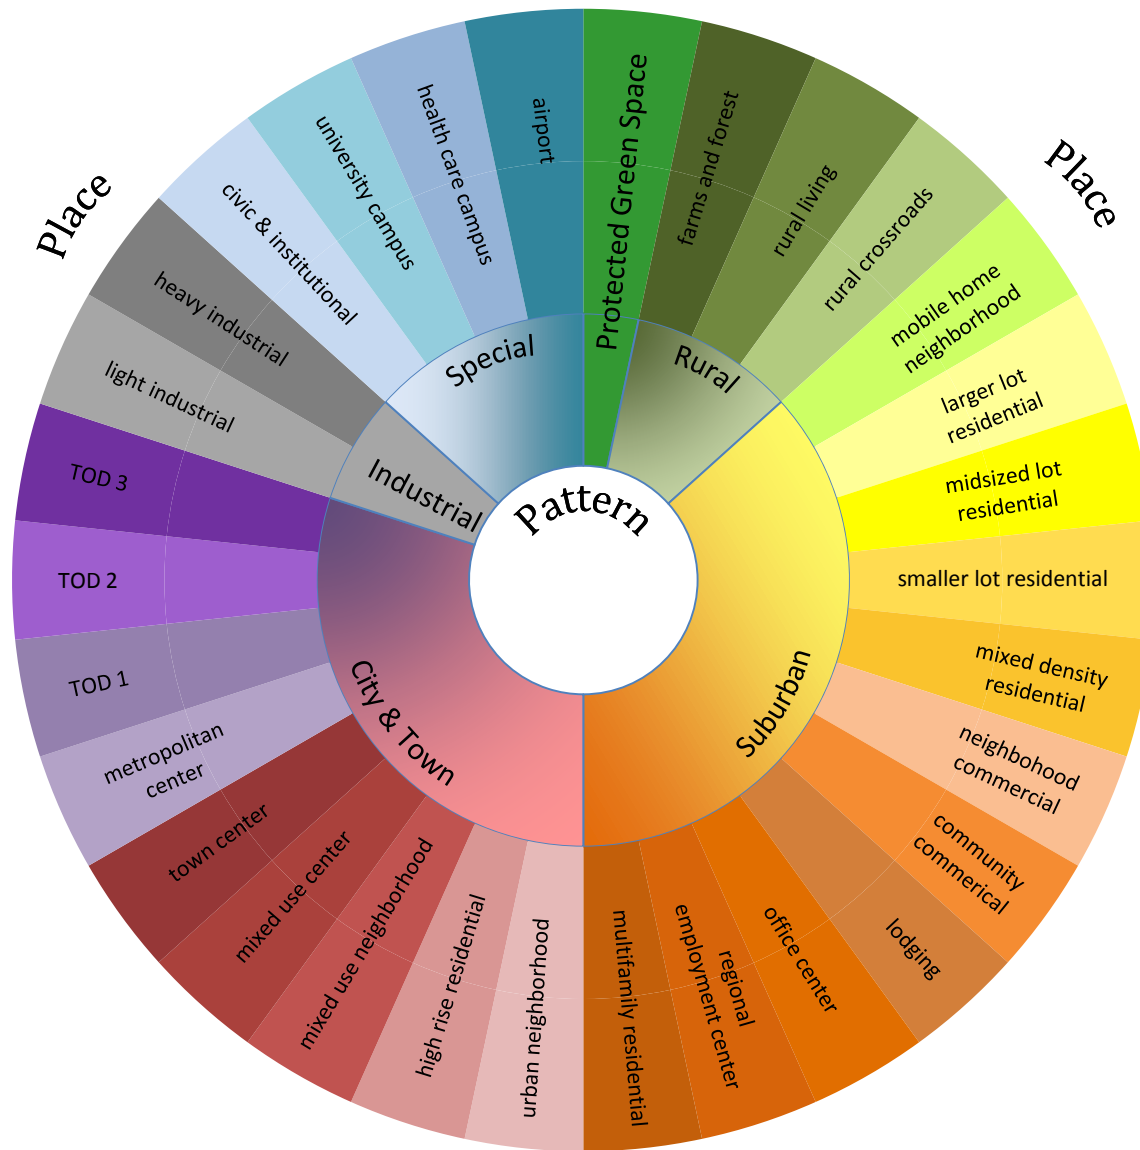 Place
Place
Pattern
Protected Green Space
Rural
Suburban
City & Town
Industrial
Special
farms and forest
rural living
rural crossroads
mobile home
neighborhood
larger lot
residential
midsized lot
residential
smaller lot residential
mixed density
residential
neighbohood
commercial
community
commerical
lodging
office center
regional
employment center
multifamily residential
urban neighborhood
high rise residential
mixed use neighborhood
mixed use center
town center
metropolitan
center
TOD 1
TOD 2
TOD 3
light industrial
heavy industrial
civic & institutional
university campus
health care campus
airport